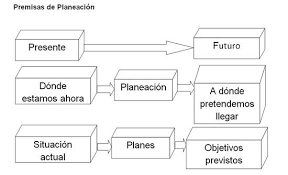 Premisas de Planeación
Presente
Futuro
Dónde
estamos ahora
Planeación
A dónde
pretendemos
llegar
Situación
actual
Planes
Objetivos
previstos